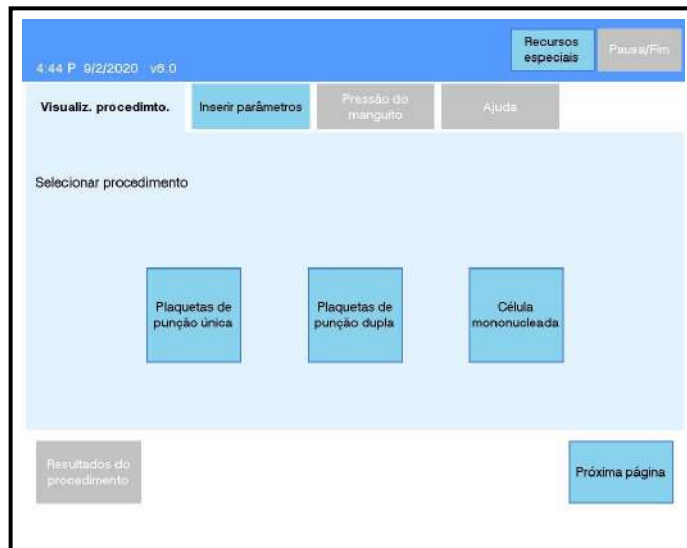 Recursos
especiais
Pausa/Fim
4:44 P 9/2/2020 v6.0
Visualiz. procedimto.
Inserir parâmetros
Pressão do
manguito
Ajuda
Selecionar procedimento
Plaquetas de
punção única
Plaquetas de
punção dupla
Célula
mononucleada
Resultados do
procedimento
Próxima página